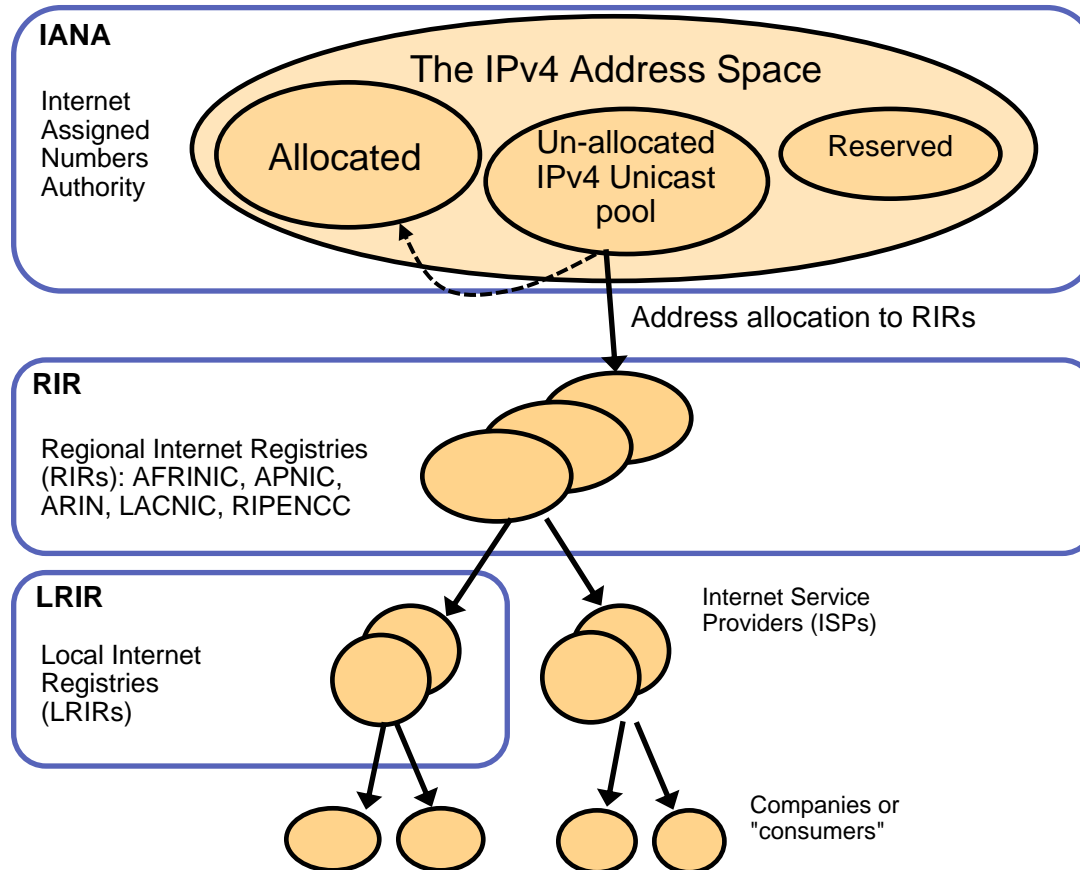 IANA
Internet
Assigned
Numbers
Authority
The IPv4 Address Space
Allocated
Un-allocated
IPv4 Unicast
pool
Reserved
Address allocation to RIRs
RIR
Regional Internet Registries
(RIRs): AFRINIC, APNIC,
ARIN, LACNIC, RIPENCC
LRIR
Local Internet
Registries
(LRIRs)
Internet Service
Providers (ISPs)
Companies or
"consumers"